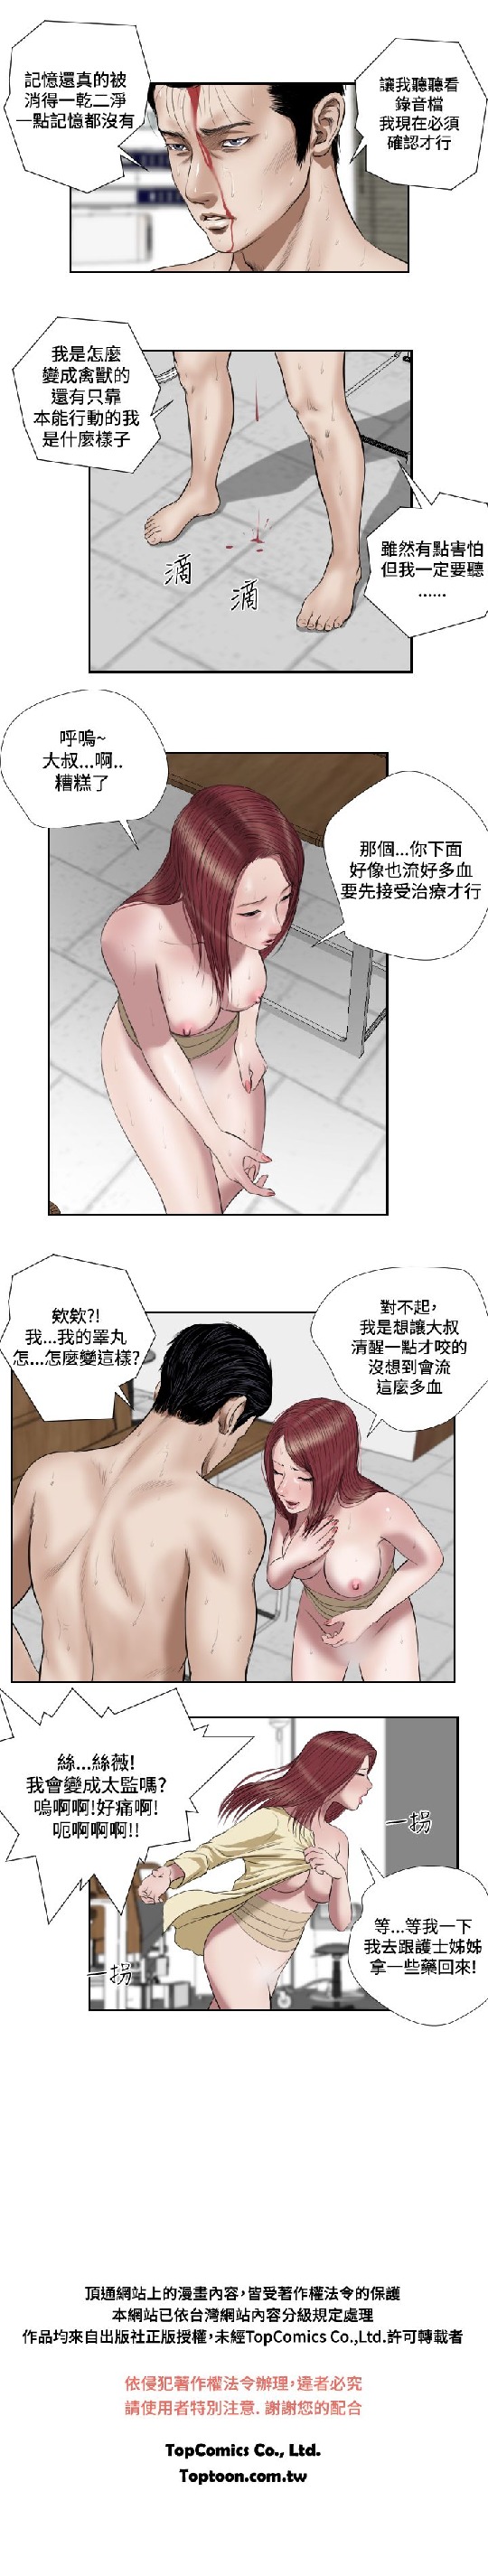 記憶還真的被
消得一乾二淨
一點記憶都沒有
讓我聽聽看
錄音檔
我現在必須
確認才行
我是怎麼
變成禽獸的
還有只靠
本能行動的我
是什麼樣子
雖然有點害怕
但我一定要聽
......
滴
滴
呼嗚~
大叔...啊..
糟糕了
那個...你下面
好像也流好多血
要先接受治療才行
欸欸?!
我...我的睪丸
怎...怎麼變這樣?
對不起,
我是想讓大叔
清醒一點才咬的
沒想到會流
這麼多血
絲...絲薇!
我會變成太監嗎?
嗚啊啊!好痛啊!
呃啊啊啊!!
一拐
等...等我一下
我去跟護士姊姊
拿一些藥回來!
一拐
頂通網站上的漫畫內容,皆受著作權法令的保護
本網站已依台灣網站內容分級規定處理
作品均來自出版社正版授權,未經TopComics Co.,Ltd.許可轉載者
依侵犯著作權法令辦理,違者必究
請使用者特別注意. 謝謝您的配合
TopComics Co., Ltd.
Toptoon.com.tw